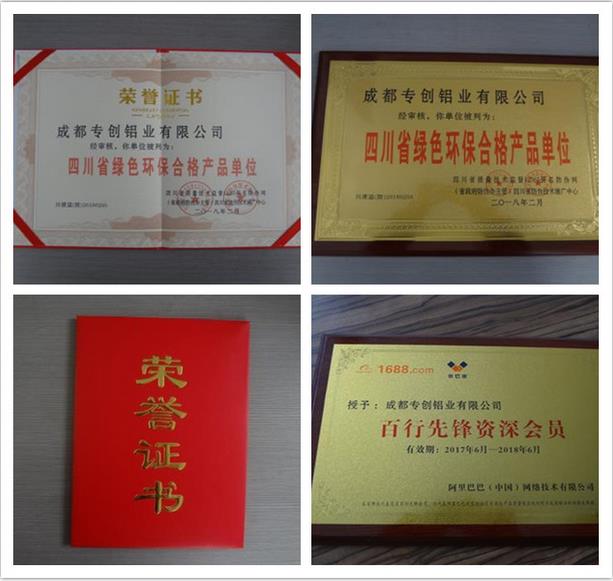 荣誉证书
成都专创铝业有限公司
经审核,你单位被列为:
四川省绿色环保合格产品单位
二〇一八年二月
成都专创铝业有限公司
经审核,你单位被列为:
四川省绿色环保合格产品单位
二〇一八年二月
荣誉证书
1688.com
授予:成都专创铝业有限公司
百行先锋资深会员
有效期:2017年6月—2018年6月
阿里巴巴(中国)网络技术有限公司